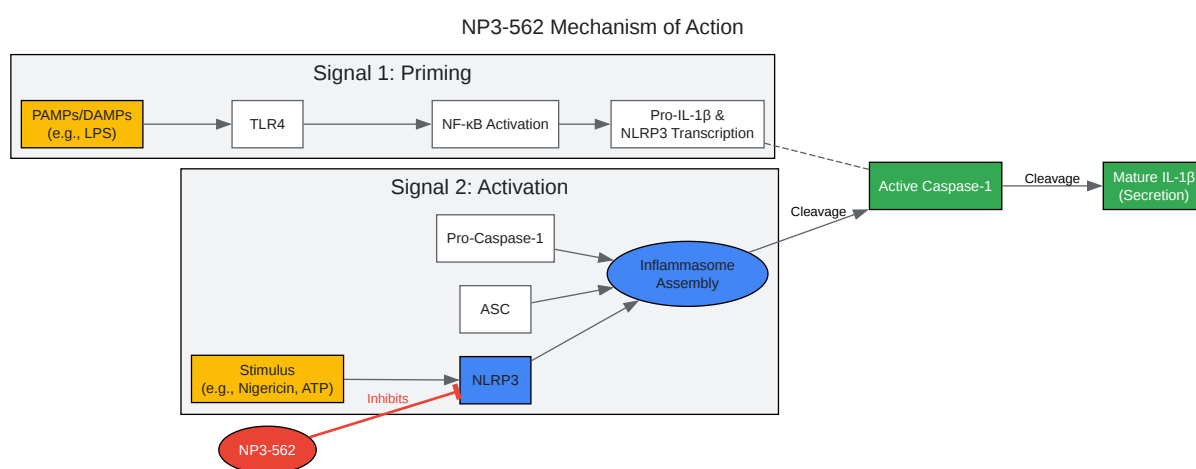 NP3-562 Mechanism of Action
Signal 1: Priming
PAMPs/DAMPs
(e.g., LPS)
TLR4
NF-κB Activation
Pro-IL-1β &
NLRP3 Transcription
Signal 2: Activation
Pro-Caspase-1
ASC
Stimulus
(e.g., Nigericin, ATP)
NLRP3
Inhibits
NP3-562
Inflammasome
Assembly
Cleavage
Active Caspase-1
Cleavage
Mature IL-1β
(Secretion)